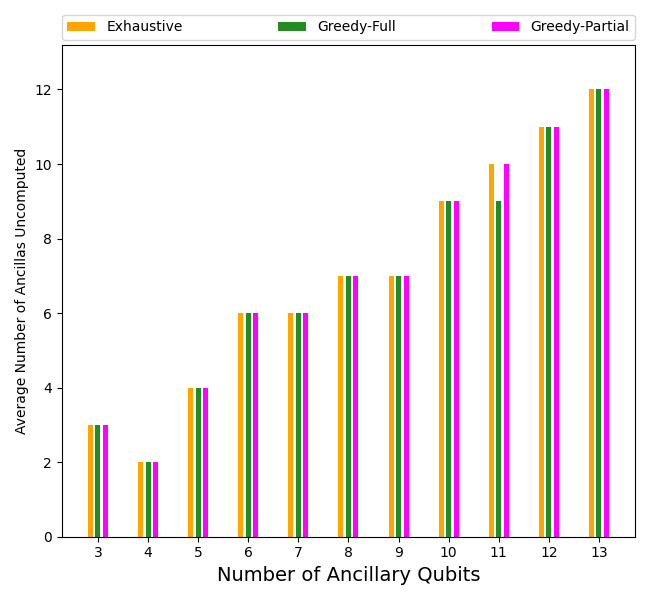 Exhaustive Greedy-Full Greedy-Partial
Average Number of Ancillas Uncomputed
12
10
8
6
4
2
0
3 4 5 6 7 8 9 10 11 12 13
Number of Ancillary Qubits